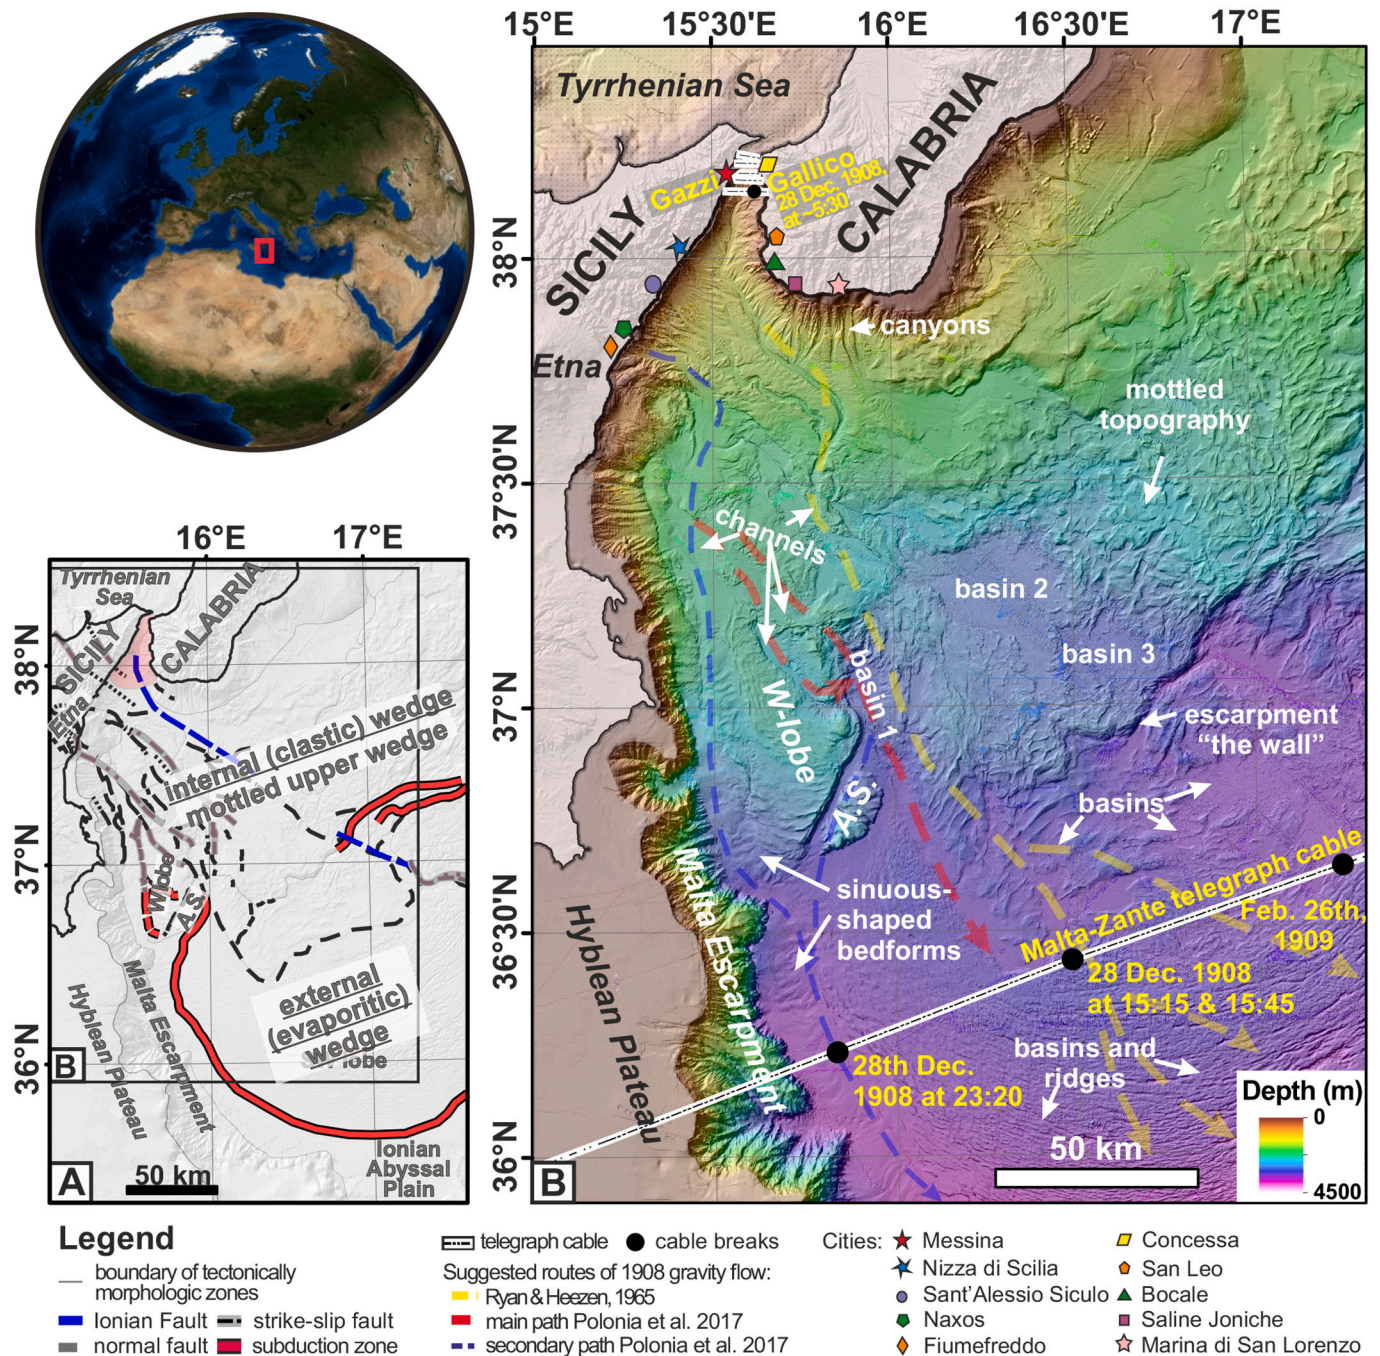 15°E 15°30'E 16°E 16°30'E 17°E
Tyrrhenian Sea
CALABRIA
Gazzi
Gallico
28 Dec. 1908,
at ~5:30
SICILY
38°N
canyons
Etna
mottled
topography
37°30'N
channels
basin 2
basin 3
basin 1
W-lobe
37°N
escarpment
“the wall”
A.S.
basins
Malta Escarpment
sinuous-
shaped
bedforms
Malta-Zante telegraph cable
Feb. 26th,
1909
36°30'N
Hyblean Plateau
28 Dec. 1908
at 15:15 & 15:45
basins and
ridges
28th Dec.
1908 at 23:20
Depth (m)
0
4500
50 km
36°N
B
16°E 17°E
Tyrrhenian
Sea
CALABRIA
SICILY
38°N
Etna
internal (clastic) wedge
mottled upper wedge
37°N
W-lobe
A.S.
external
(evaporitic)
wedge
S-lobe
Malta Escarpment
Hyblean Plateau
36°N
B
Ionian
Abyssal
Plain
A
50 km
Legend
boundary of tectonically
morphologic zones
Ionian Fault
strike-slip fault
normal fault
subduction zone
telegraph cable
cable breaks
Suggested routes of 1908 gravity flow:
Ryan & Heezen, 1965
main path Polonia et al. 2017
secondary path Polonia et al. 2017
Cities:
Messina
Nizza di Scilia
Sant’Alessio Siculo
Naxos
Fiumefreddo
Concessa
San Leo
Bocale
Saline Joniche
Marina di San Lorenzo